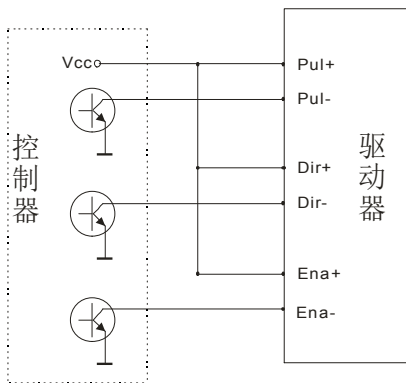 Vcc
Pul+
Pul-
控制器
驱动器
Dir+
Dir-
Ena+
Ena-